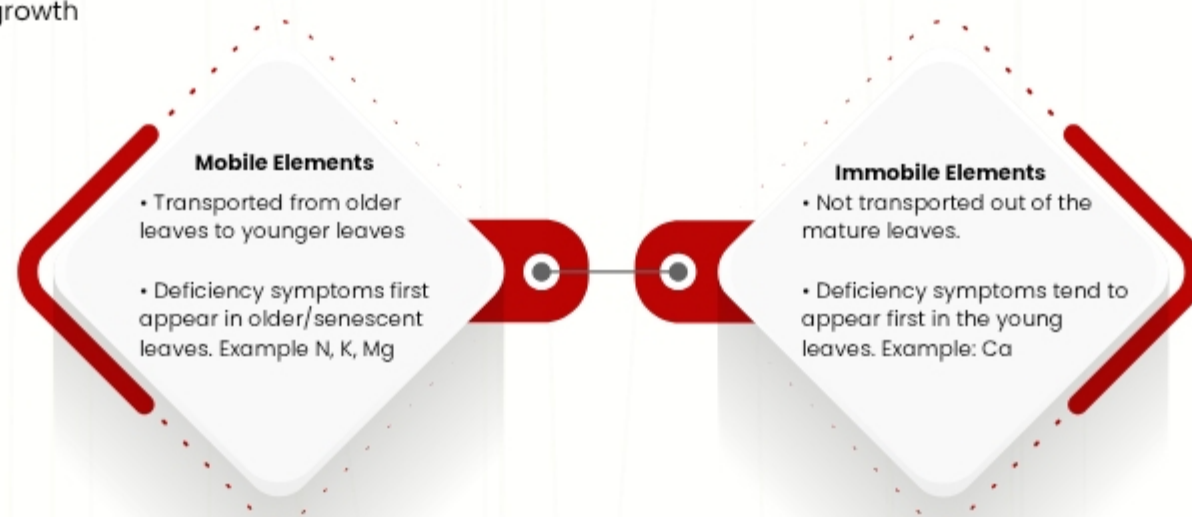 growth
Mobile Elements
• Transported from older
leaves to younger leaves
• Deficiency symptoms first
appear in older/senescent
leaves. Example N, K, Mg
Immobile Elements
• Not transported out of the
mature leaves.
• Deficiency symptoms tend to
appear first in the young
leaves. Example: Ca